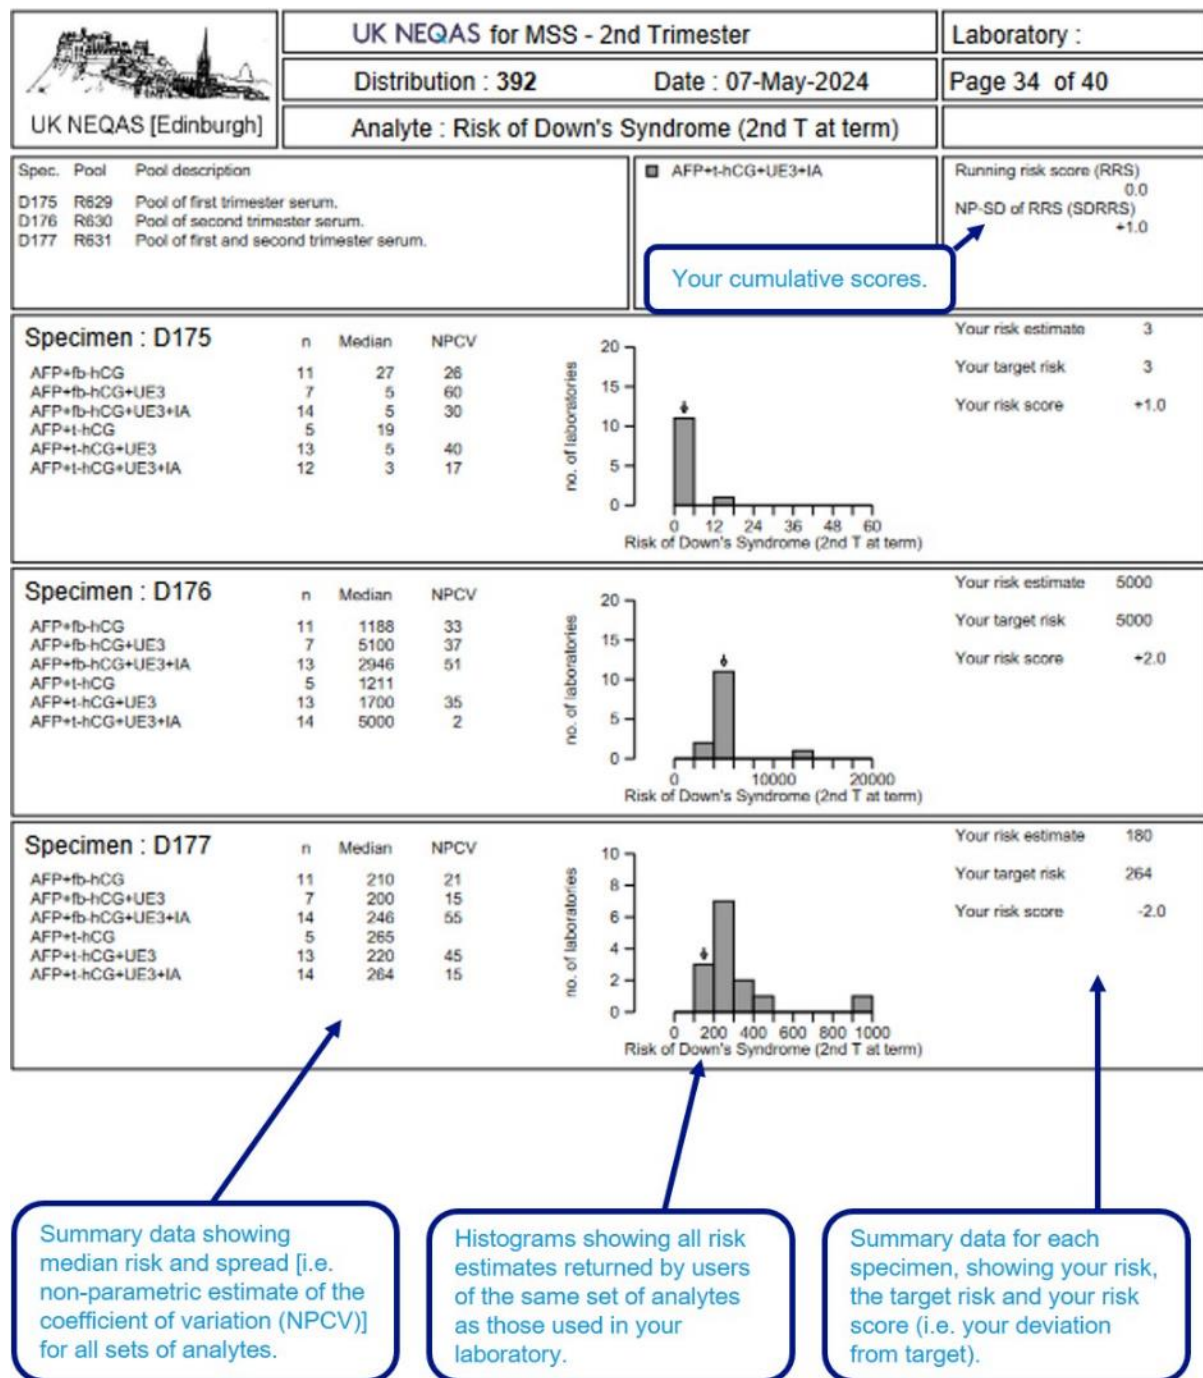 UK NEQAS [Edinburgh]
UK NEQAS for MSS - 2nd Trimester
Laboratory :
Distribution : 392 Date : 07-May-2024
Page 34 of 40
Analyte : Risk of Down's Syndrome (2nd T at term)
Spec. Pool Pool description
D175 R629 Pool of first trimester serum.
D176 R630 Pool of second trimester serum.
D177 R631 Pool of first and second trimester serum.
AFP+t-hCG+UE3+IA
Running risk score (RRS)
0.0
NP-SD of RRS (SDRRS)
+1.0
Your cumulative scores.
Specimen : D175 n Median NPCV
AFP+fb-hCG 11 27 26
AFP+fb-hCG+UE3 7 5 60
AFP+fb-hCG+UE3+IA 14 5 30
AFP+t-hCG 5 19
AFP+t-hCG+UE3 13 5 40
AFP+t-hCG+UE3+IA 12 3 17
no. of laboratories
20
15
10
5
0
0 12 24 36 48 60
Risk of Down's Syndrome (2nd T at term)
Your risk estimate 3
Your target risk 3
Your risk score +1.0
Specimen : D176 n Median NPCV
AFP+fb-hCG 11 1188 33
AFP+fb-hCG+UE3 7 5100 37
AFP+fb-hCG+UE3+IA 13 2946 51
AFP+t-hCG 5 1211
AFP+t-hCG+UE3 13 1700 35
AFP+t-hCG+UE3+IA 14 5000 2
no. of laboratories
20
15
10
5
0
0 10000 20000
Risk of Down's Syndrome (2nd T at term)
Your risk estimate 5000
Your target risk 5000
Your risk score +2.0
Specimen : D177 n Median NPCV
AFP+fb-hCG 11 210 21
AFP+fb-hCG+UE3 7 200 15
AFP+fb-hCG+UE3+IA 14 246 55
AFP+t-hCG 5 265
AFP+t-hCG+UE3 13 220 45
AFP+t-hCG+UE3+IA 14 264 15
no. of laboratories
10
8
6
4
2
0
0 200 400 600 800 1000
Risk of Down's Syndrome (2nd T at term)
Your risk estimate 180
Your target risk 264
Your risk score -2.0
Summary data showing
median risk and spread [i.e.
non-parametric estimate of the
coefficient of variation (NPCV)]
for all sets of analytes.
Histograms showing all risk
estimates returned by users
of the same set of analytes
as those used in your
laboratory.
Summary data for each
specimen, showing your risk,
the target risk and your risk
score (i.e. your deviation
from target).